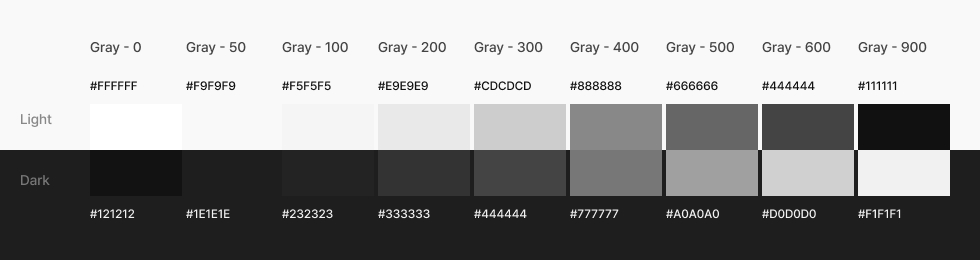 Gray - 0 Gray - 50 Gray - 100 Gray - 200 Gray - 300 Gray - 400 Gray - 500 Gray - 600 Gray - 900
#FFFFFF #F9F9F9 #F5F5F5 #E9E9E9 #CDCDCD #888888 #666666 #444444 #111111
Light
Dark
#121212 #1E1E1E #232323 #333333 #444444 #777777 #A0A0A0 #D0D0D0 #F1F1F1